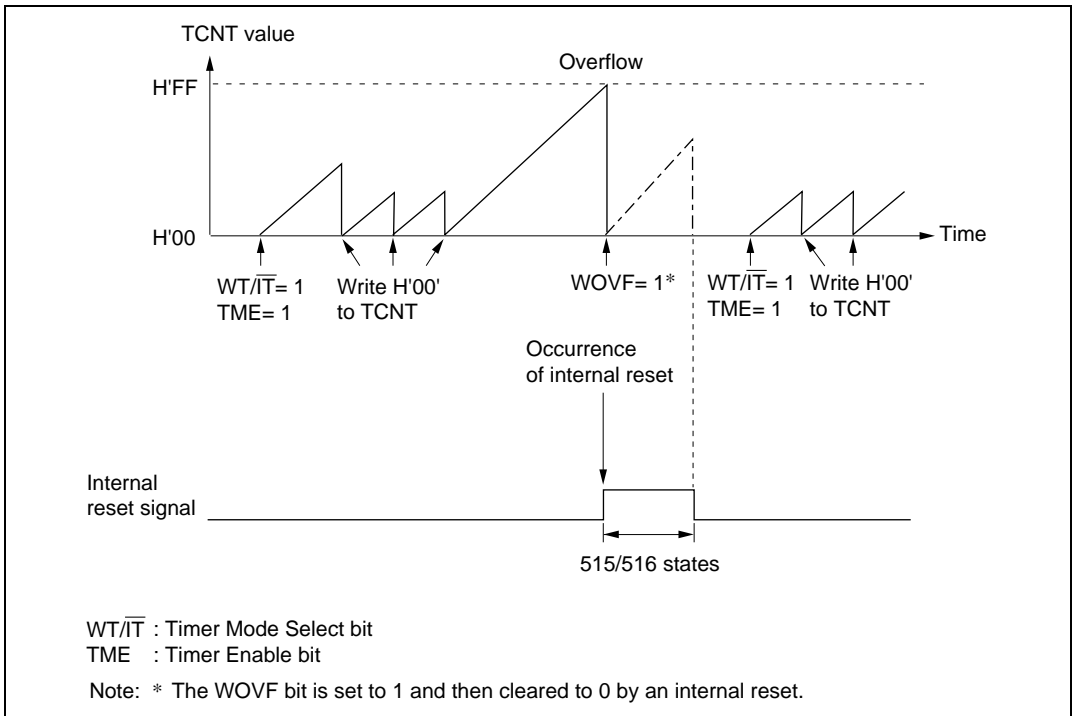 TCNT value
Overflow
H'FF
H'00
Time
WT/I̅T̅= 1
TME= 1
Write H'00'
to TCNT
WOVF= 1*
WT/I̅T̅= 1
TME= 1
Write H'00'
to TCNT
Occurrence
of internal reset
Internal
reset signal
515/516 states
WT/I̅T̅ : Timer Mode Select bit
TME : Timer Enable bit
Note: * The WOVF bit is set to 1 and then cleared to 0 by an internal reset.